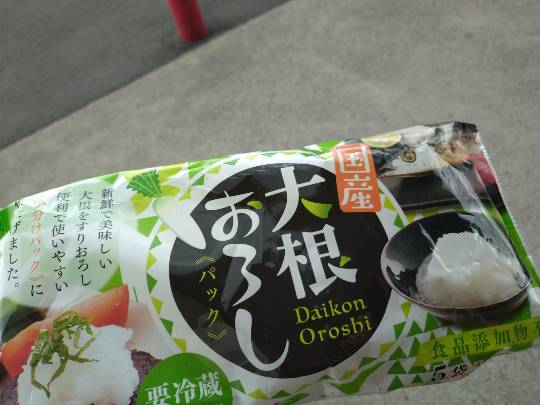 国産
大根
おろし
《パック》
Daikon
Oroshi
新鮮で美味しい
大根をすりおろし
便利で使いやすい
小分けパックに
げました。
要冷蔵
食品添加物不
5袋